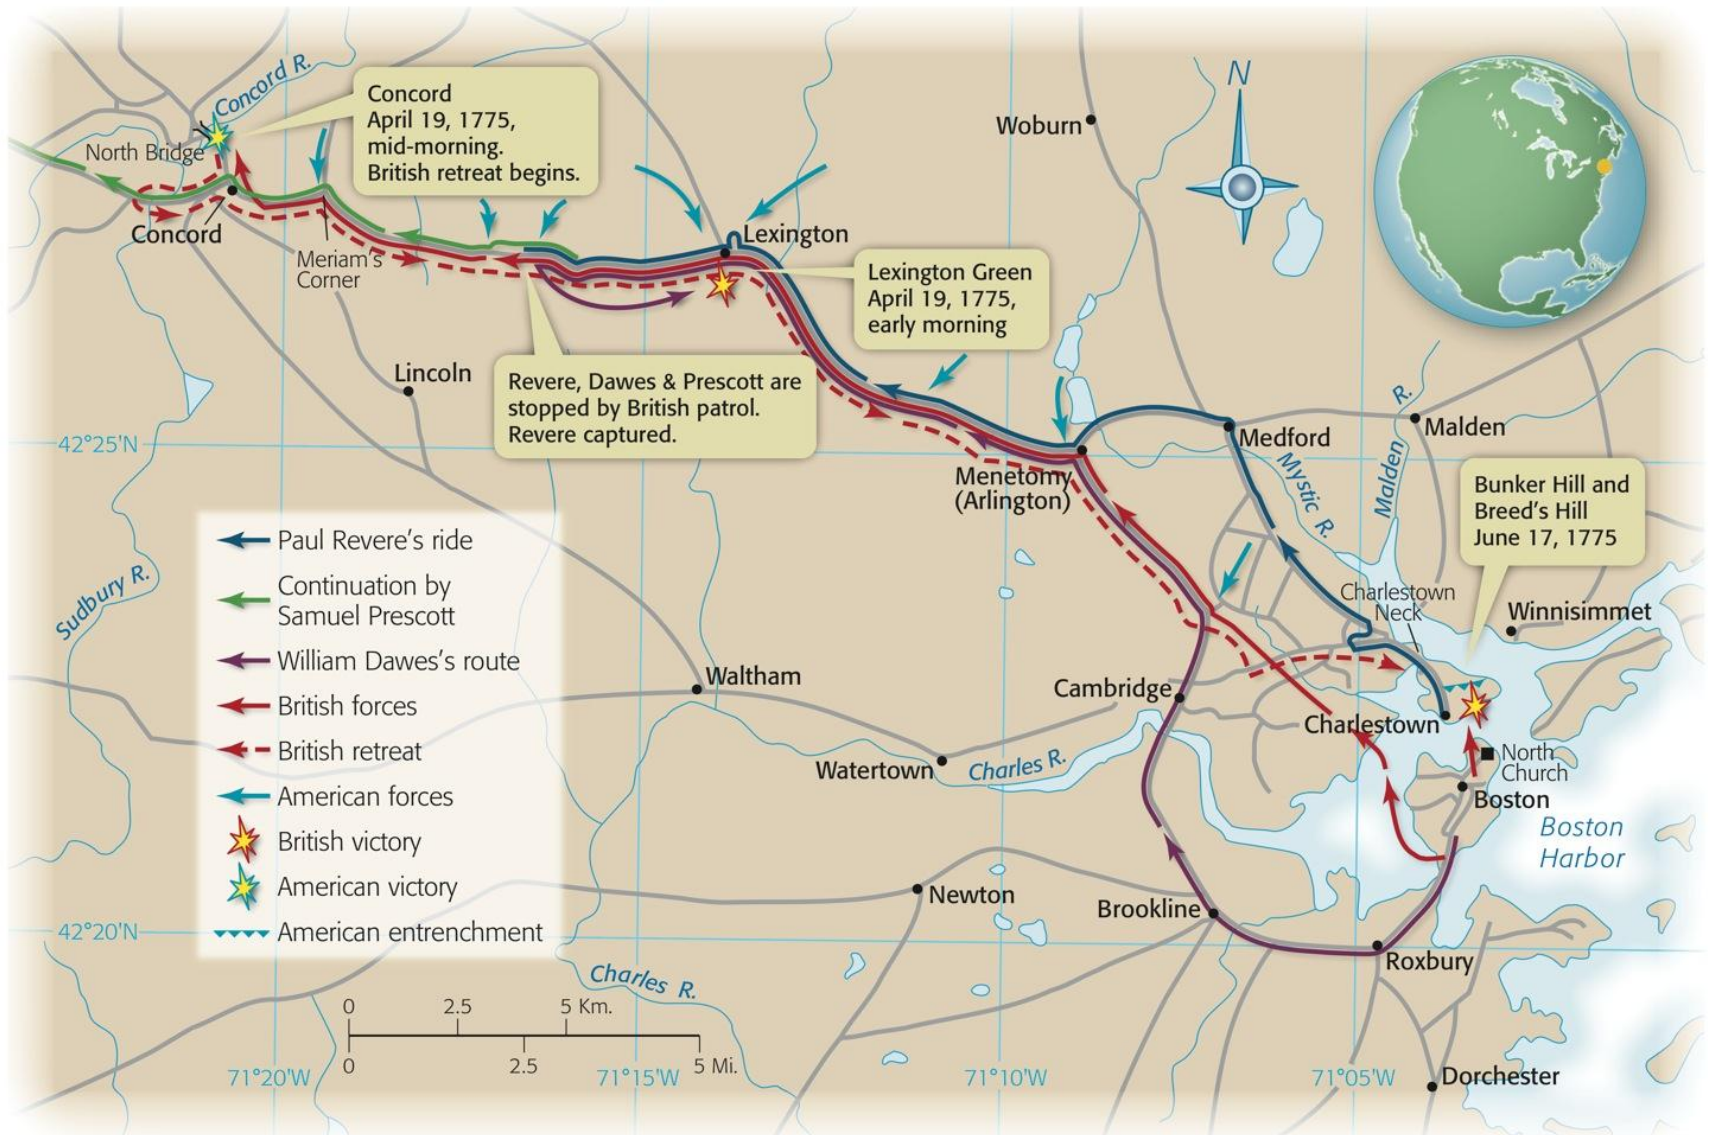 Concord R.
Concord
April 19, 1775,
mid-morning.
British retreat begins.
North Bridge
Concord
Meriam's
Corner
Woburn
N
Lexington
Lexington Green
April 19, 1775,
early morning
Lincoln
Revere, Dawes & Prescott are
stopped by British patrol.
Revere captured.
42°25'N
Menetomy
(Arlington)
Medford
Mystic R.
Malden R.
Malden
Bunker Hill and
Breed's Hill
June 17, 1775
Charlestown
Neck
Winnisimmet
Sudbury R.
Paul Revere's ride
Continuation by
Samuel Prescott
William Dawes's route
British forces
British retreat
American forces
British victory
American victory
American entrenchment
Waltham
Cambridge
Charlestown
North
Church
Boston
Watertown
Charles R.
Boston
Harbor
Newton
Brookline
42°20'N
Roxbury
Charles R.
0 2.5 5 Km.
0 2.5 5 Mi.
71°20'W
71°15'W
71°10'W
71°05'W
Dorchester